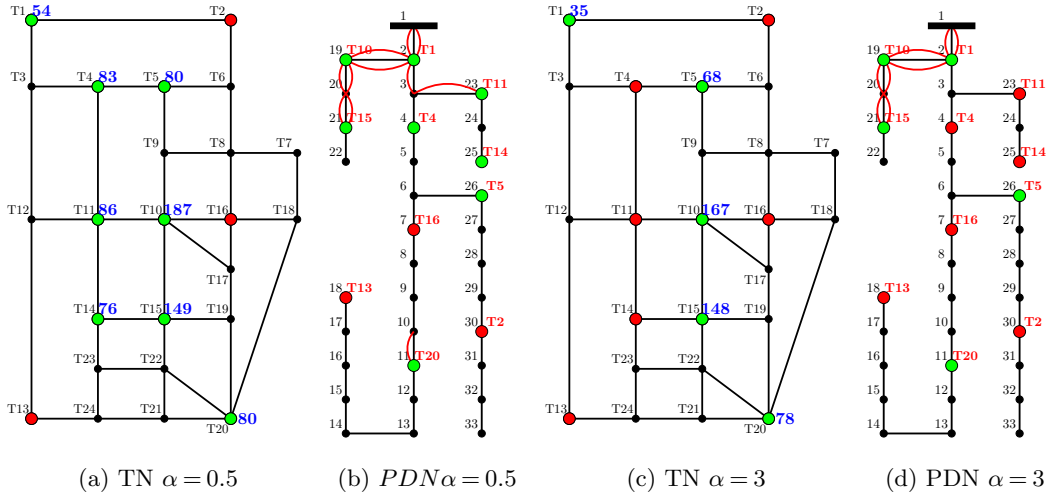 T1 54 T2
T3 T4 83 T5 80 T6
T9 T8 T7
T12 T11 86 T10 187 T16 T18
T17
T14 76 T15 149 T19
T23 T22
T13 T24 T21 T20 80
(a) TN α = 0.5
1
19 T10 2 T1
20 3 23 T11
21 T15 4 T4 24
22 5 25 T14
6 26 T5
7 T16 27
8 28
18 T13 9 29
17 10 30 T2
16 11 T20 31
15 12 32
14 13 33
(b) PDNα = 0.5
T1 35 T2
T3 T4 T5 68 T6
T9 T8 T7
T12 T11 T10 167 T16 T18
T17
T14 T15 148 T19
T23 T22
T13 T24 T21 T20 78
(c) TN α = 3
1
19 T10 2 T1
20 3 23 T11
21 T15 4 T4 24
22 5 25 T14
6 26 T5
7 T16 27
8 28
18 T13 9 29
17 10 30 T2
16 11 T20 31
15 12 32
14 13 33
(d) PDN α = 3